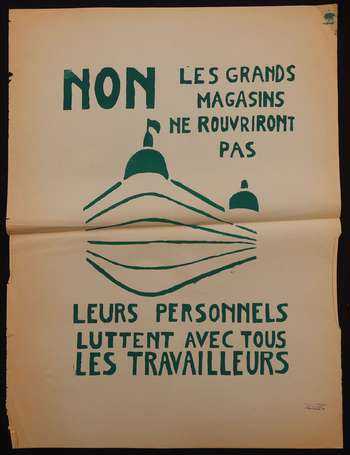 NON
LES GRANDS
MAGASINS
NE ROUVRIRONT
PAS
LEURS PERSONNELS
LUTTENT AVEC TOUS
LES TRAVAILLEURS